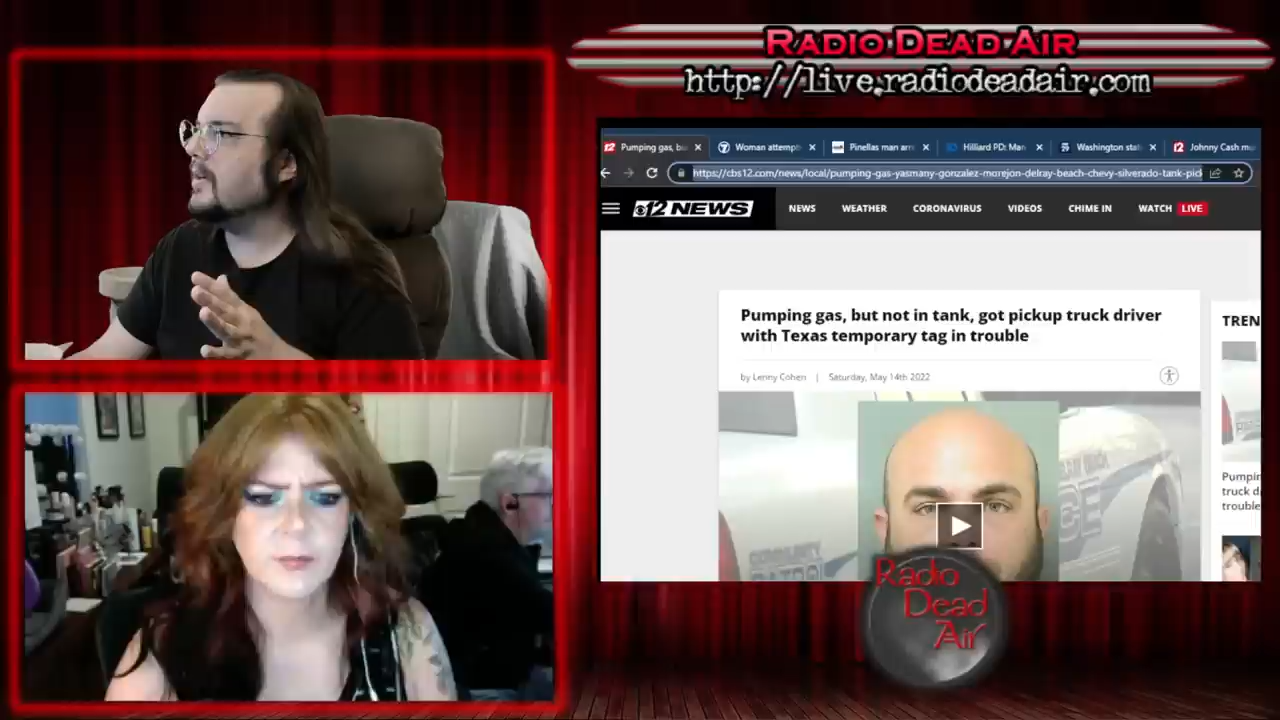 RADIO DEAD AIR
http://live.radiodeadair.com
Pumping gas, bu
Woman attempt
Pinellas man arr
Hilliard PD: Man
Washington stat
Johnny Cash mu
https://cbs12.com/news/local/pumping-gas-yasmany-gonzalez-morejon-delray-beach-chevy-silverado-tank-pick
12 NEWS
NEWS
WEATHER
CORONAVIRUS
VIDEOS
CHIME IN
WATCH LIVE
Pumping gas, but not in tank, got pickup truck driver
with Texas temporary tag in trouble
by Lenny Cohen | Saturday, May 14th 2022
TREN
Pumpin
truck d
trouble
Radio
Dead
Air